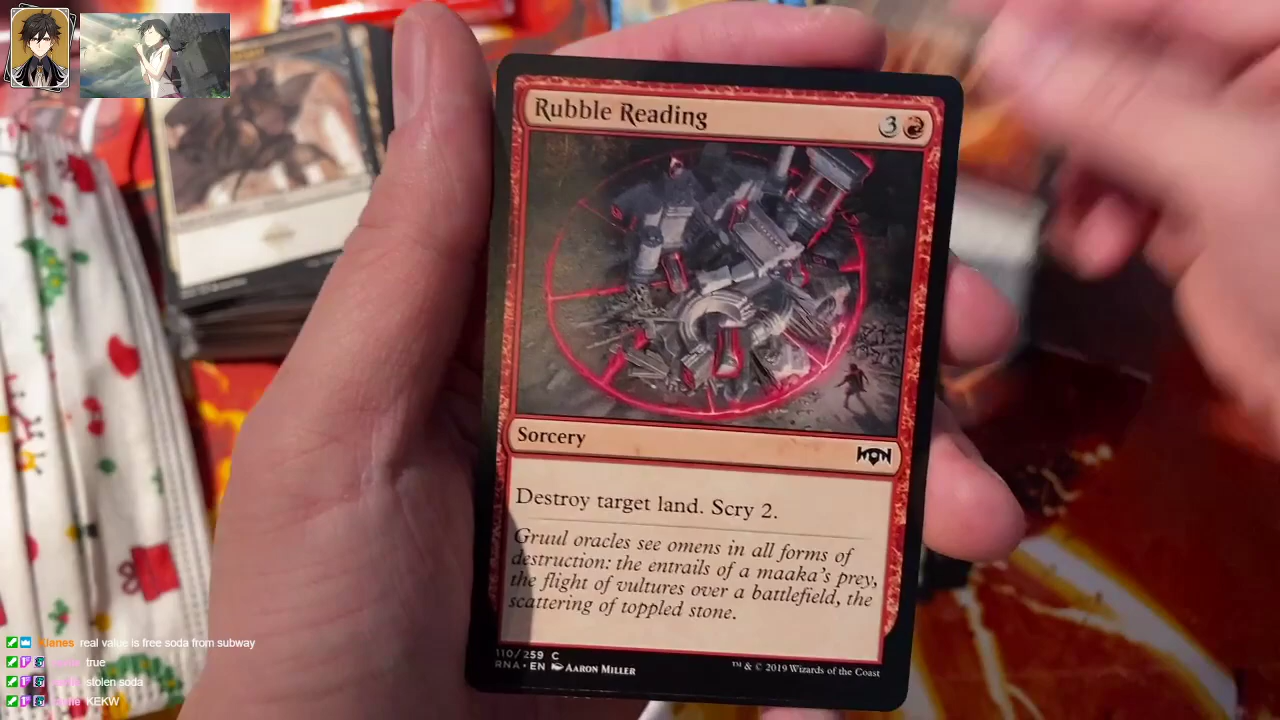 Rubble Reading
3
Sorcery
Destroy target land. Scry 2.
Gruul oracles see omens in all forms of
destruction: the entrails of a maaka's prey,
the flight of vultures over a battlefield, the
scattering of toppled stone.
110/259 C
RNA • EN AARON MILLER
™ & © 2019 Wizards of the Coast
real value is free soda from subway
true
stolen soda
KEKW